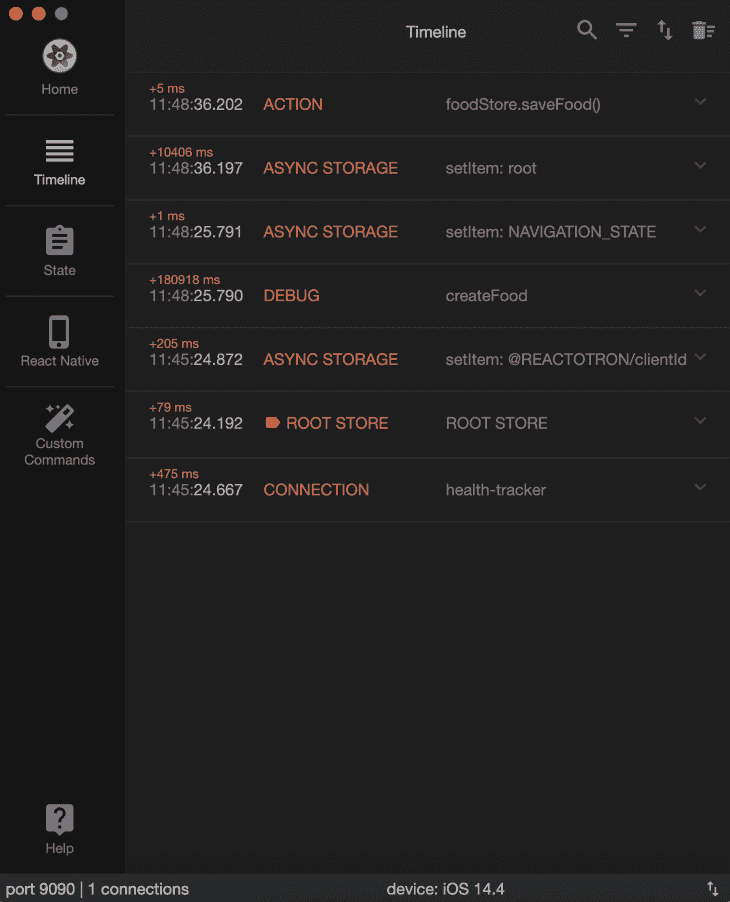 Timeline
Home
Timeline
State
React Native
Custom
Commands
Help
+5 ms
11:48:36.202 ACTION foodStore.saveFood()
+10406 ms
11:48:36.197 ASYNC STORAGE setItem: root
+1 ms
11:48:25.791 ASYNC STORAGE setItem: NAVIGATION_STATE
+180918 ms
11:48:25.790 DEBUG createFood
+205 ms
11:45:24.872 ASYNC STORAGE setItem: @REACTOTRON/clientId
+79 ms
11:45:24.192 ROOT STORE ROOT STORE
+475 ms
11:45:24.667 CONNECTION health-tracker
port 9090 | 1 connections device: iOS 14.4